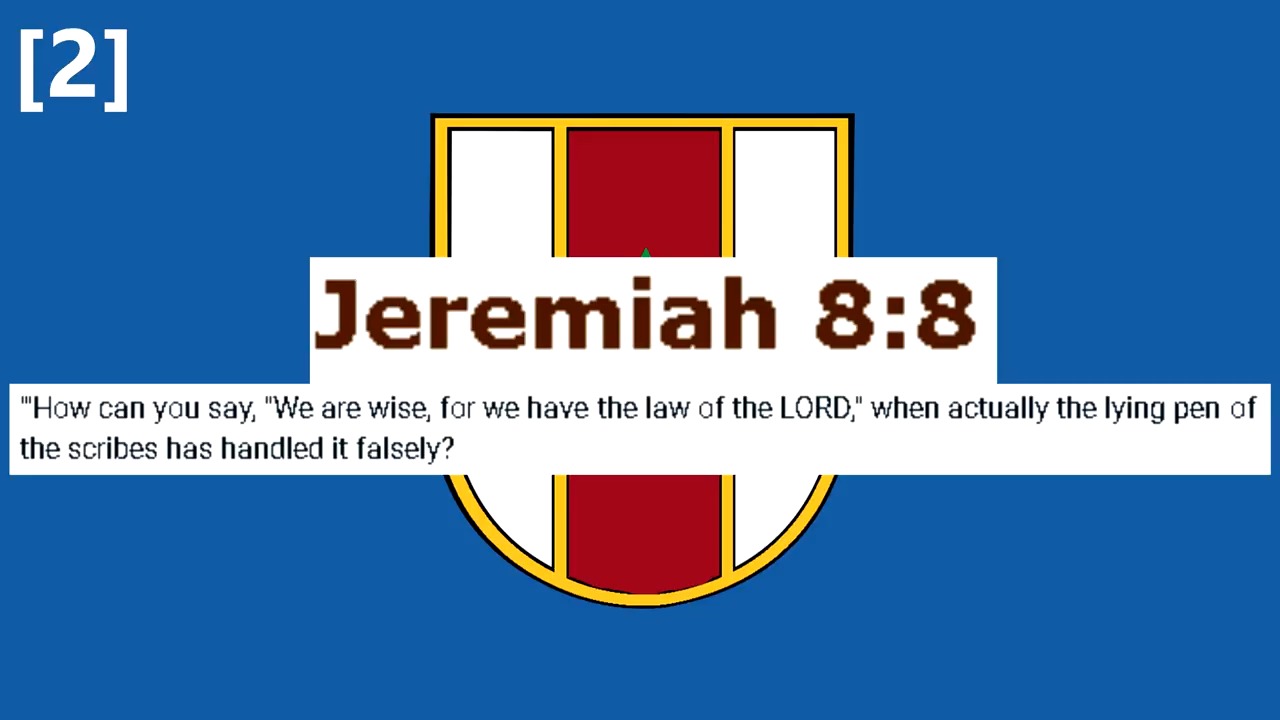 [2]
Jeremiah 8:8
"'How can you say, "We are wise, for we have the law of the LORD," when actually the lying pen of
the scribes has handled it falsely?